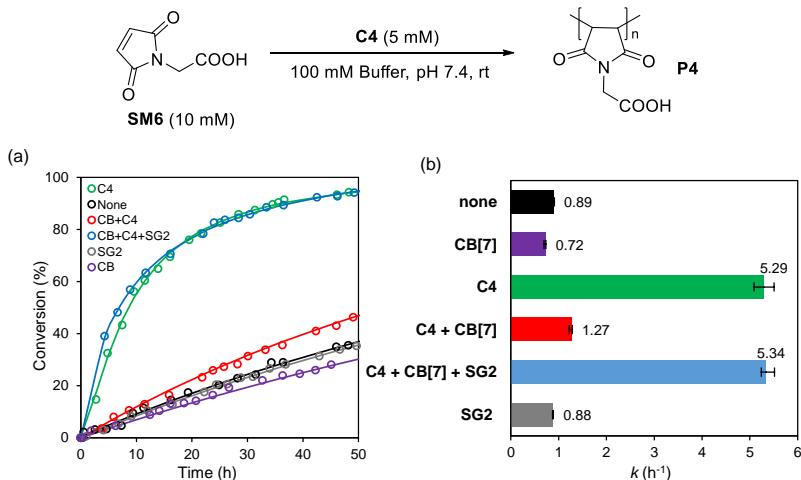 O
N
O
COOH
SM6 (10 mM)
C4 (5 mM)
100 mM Buffer, pH 7.4, rt
n
O
N
O
COOH
P4
(a)
Conversion (%)
100
80
60
40
20
0
C4
None
CB+C4
CB+C4+SG2
SG2
CB
0 10 20 30 40 50
Time (h)
(b)
none 0.89
CB[7] 0.72
C4 5.29
C4 + CB[7] 1.27
C4 + CB[7] + SG2 5.34
SG2 0.88
0 1 2 3 4 5 6
k (h⁻¹)